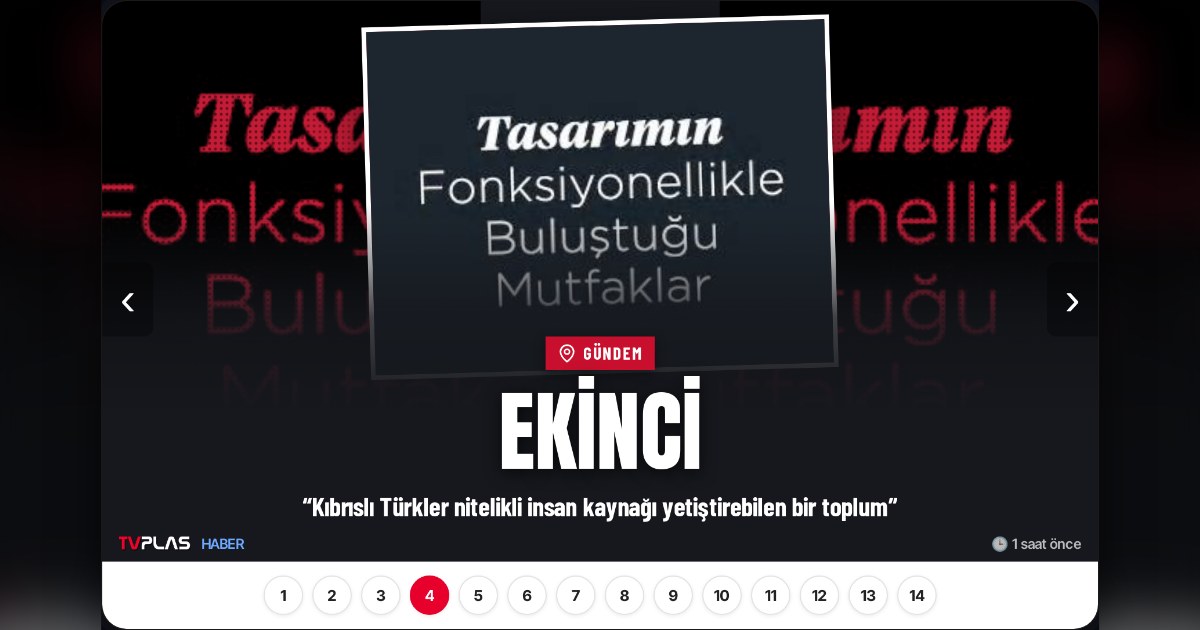 Tasarımın
Fonksiyonellikle
Buluştuğu
Mutfaklar
GÜNDEM
EKİNCİ
“Kıbrıslı Türkler nitelikli insan kaynağı yetiştirebilen bir toplum”
TVPLAS HABER
1 saat önce
1 2 3 4 5 6 7 8 9 10 11 12 13 14